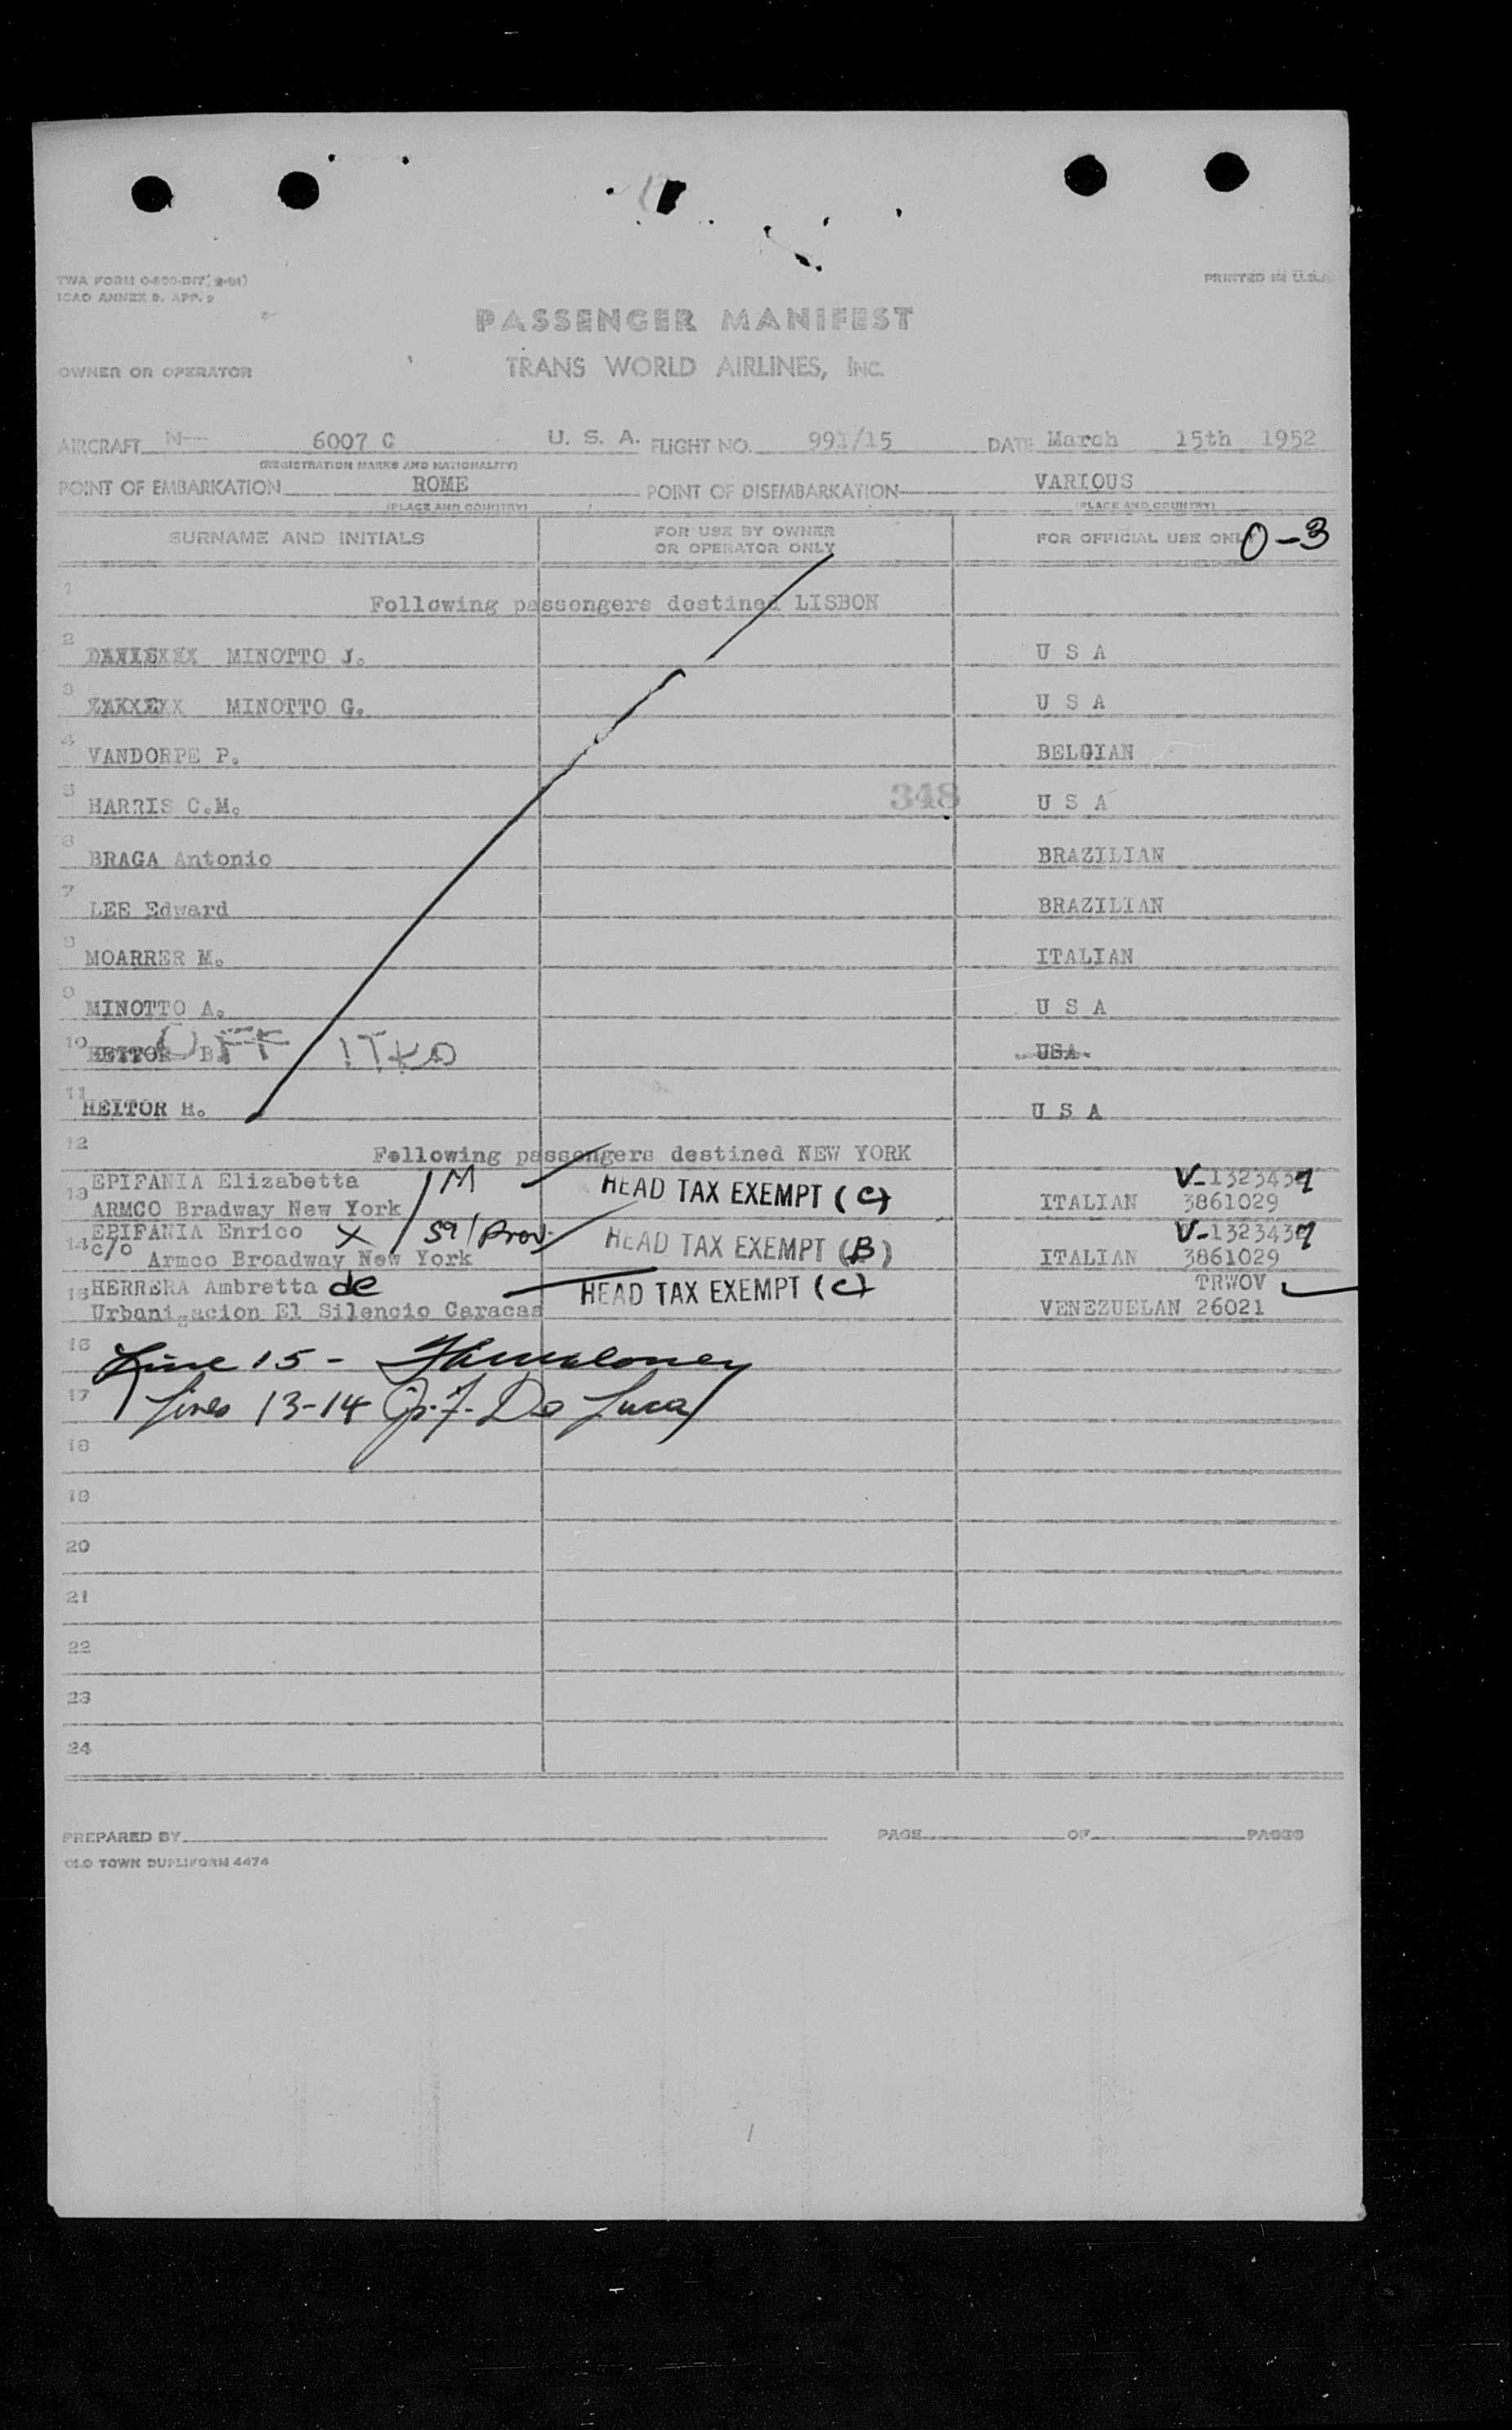 TWA FORM
ICAO ANNEX 9. APP. 2
PRINTED IN U.S.A.
PASSENGER MANIFEST
OWNER OR OPERATOR TRANS WORLD AIRLINES, INC.
AIRCRAFT N-- 6007 C U. S. A. FLIGHT NO. 991/15 DATE March 15th 1952
(REGISTRATION MARKS AND NATIONALITY)
POINT OF EMBARKATION ROME POINT OF DISEMBARKATION VARIOUS
(PLACE AND COUNTRY) (PLACE AND COUNTRY)
SURNAME AND INITIALS FOR USE BY OWNER OR OPERATOR ONLY FOR OFFICIAL USE ONLY 0-3
1 Following passengers destined LISBON
2 MINOTTO J. U S A
3 MINOTTO G. U S A
4 VANDORPE P. BELGIAN
5 HARRIS C.M. 348 U S A
6 BRAGA Antonio BRAZILIAN
7 LEE Edward BRAZILIAN
8 MOARRER M. ITALIAN
9 MINOTTO A. U S A
10 HEITOR B. OFF USA
11 HEITOR H. U S A
12 Following passengers destined NEW YORK
13 EPIFANIA Elizabetta / M HEAD TAX EXEMPT (C) V-1323439
ARMCO Bradway New York ITALIAN 3861029
14 EPIFANIA Enrico X 59 / Prov. HEAD TAX EXEMPT (B) V-1323439
c/o Armco Broadway New York ITALIAN 3861029
15 HERRERA Ambretta de HEAD TAX EXEMPT (C) TRWOV
Urbanizacion El Silencio Caracas VENEZUELAN 26021
16 Line 15 -
17 Lines 13-14 De Luca
18
19
20
21
22
23
24
PREPARED BY PAGE OF PAGES
OLD TOWN DUPLIFORM 4474